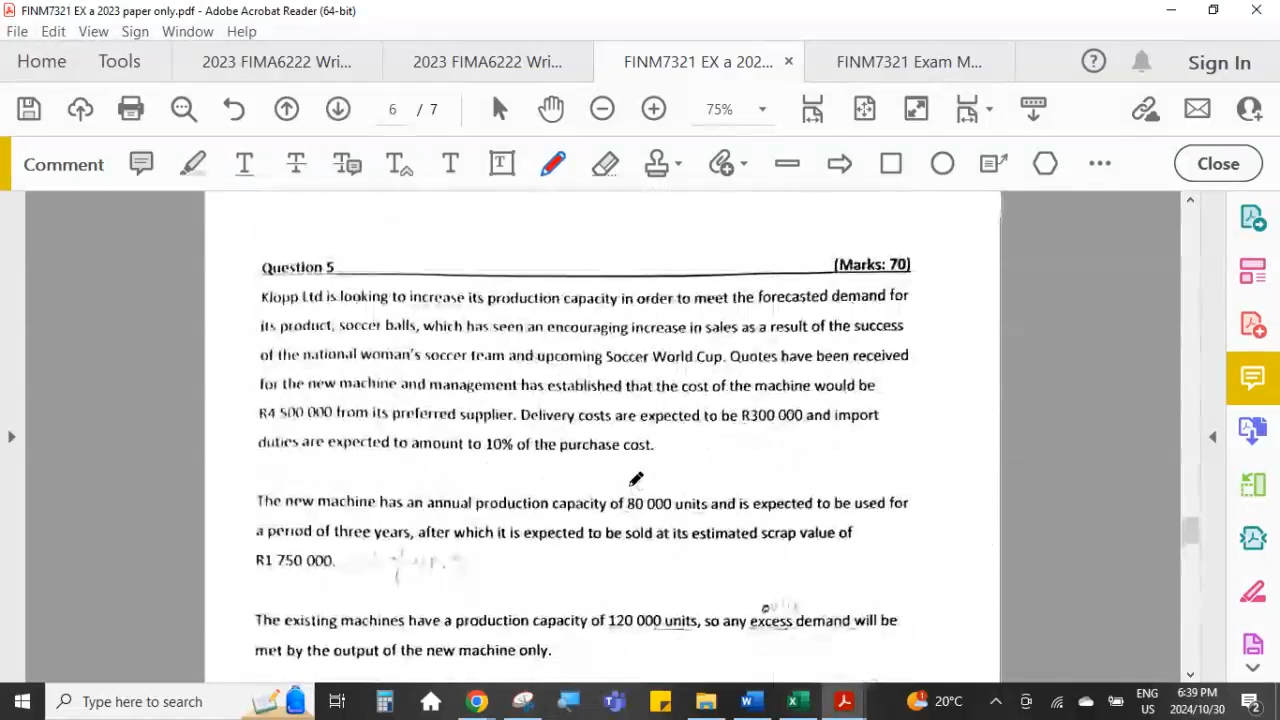 FINM7321 EX a 2023 paper only.pdf - Adobe Acrobat Reader (64-bit)
File Edit View Sign Window Help
Home Tools 2023 FIMA6222 Wri... 2023 FIMA6222 Wri... FINM7321 EX a 202... × FINM7321 Exam M... Sign In
6 / 7 75%
Comment Close
Question 5 (Marks: 70)
Klopp Ltd is looking to increase its production capacity in order to meet the forecasted demand for
its product, soccer balls, which has seen an encouraging increase in sales as a result of the success
of the national woman's soccer team and upcoming Soccer World Cup. Quotes have been received
for the new machine and management has established that the cost of the machine would be
R4 500 000 from its preferred supplier. Delivery costs are expected to be R300 000 and import
duties are expected to amount to 10% of the purchase cost.
The new machine has an annual production capacity of 80 000 units and is expected to be used for
a period of three years, after which it is expected to be sold at its estimated scrap value of
R1 750 000.
The existing machines have a production capacity of 120 000 units, so any excess demand will be
met by the output of the new machine only.
Type here to search 20°C ENG US 6:39 PM 2024/10/30 2